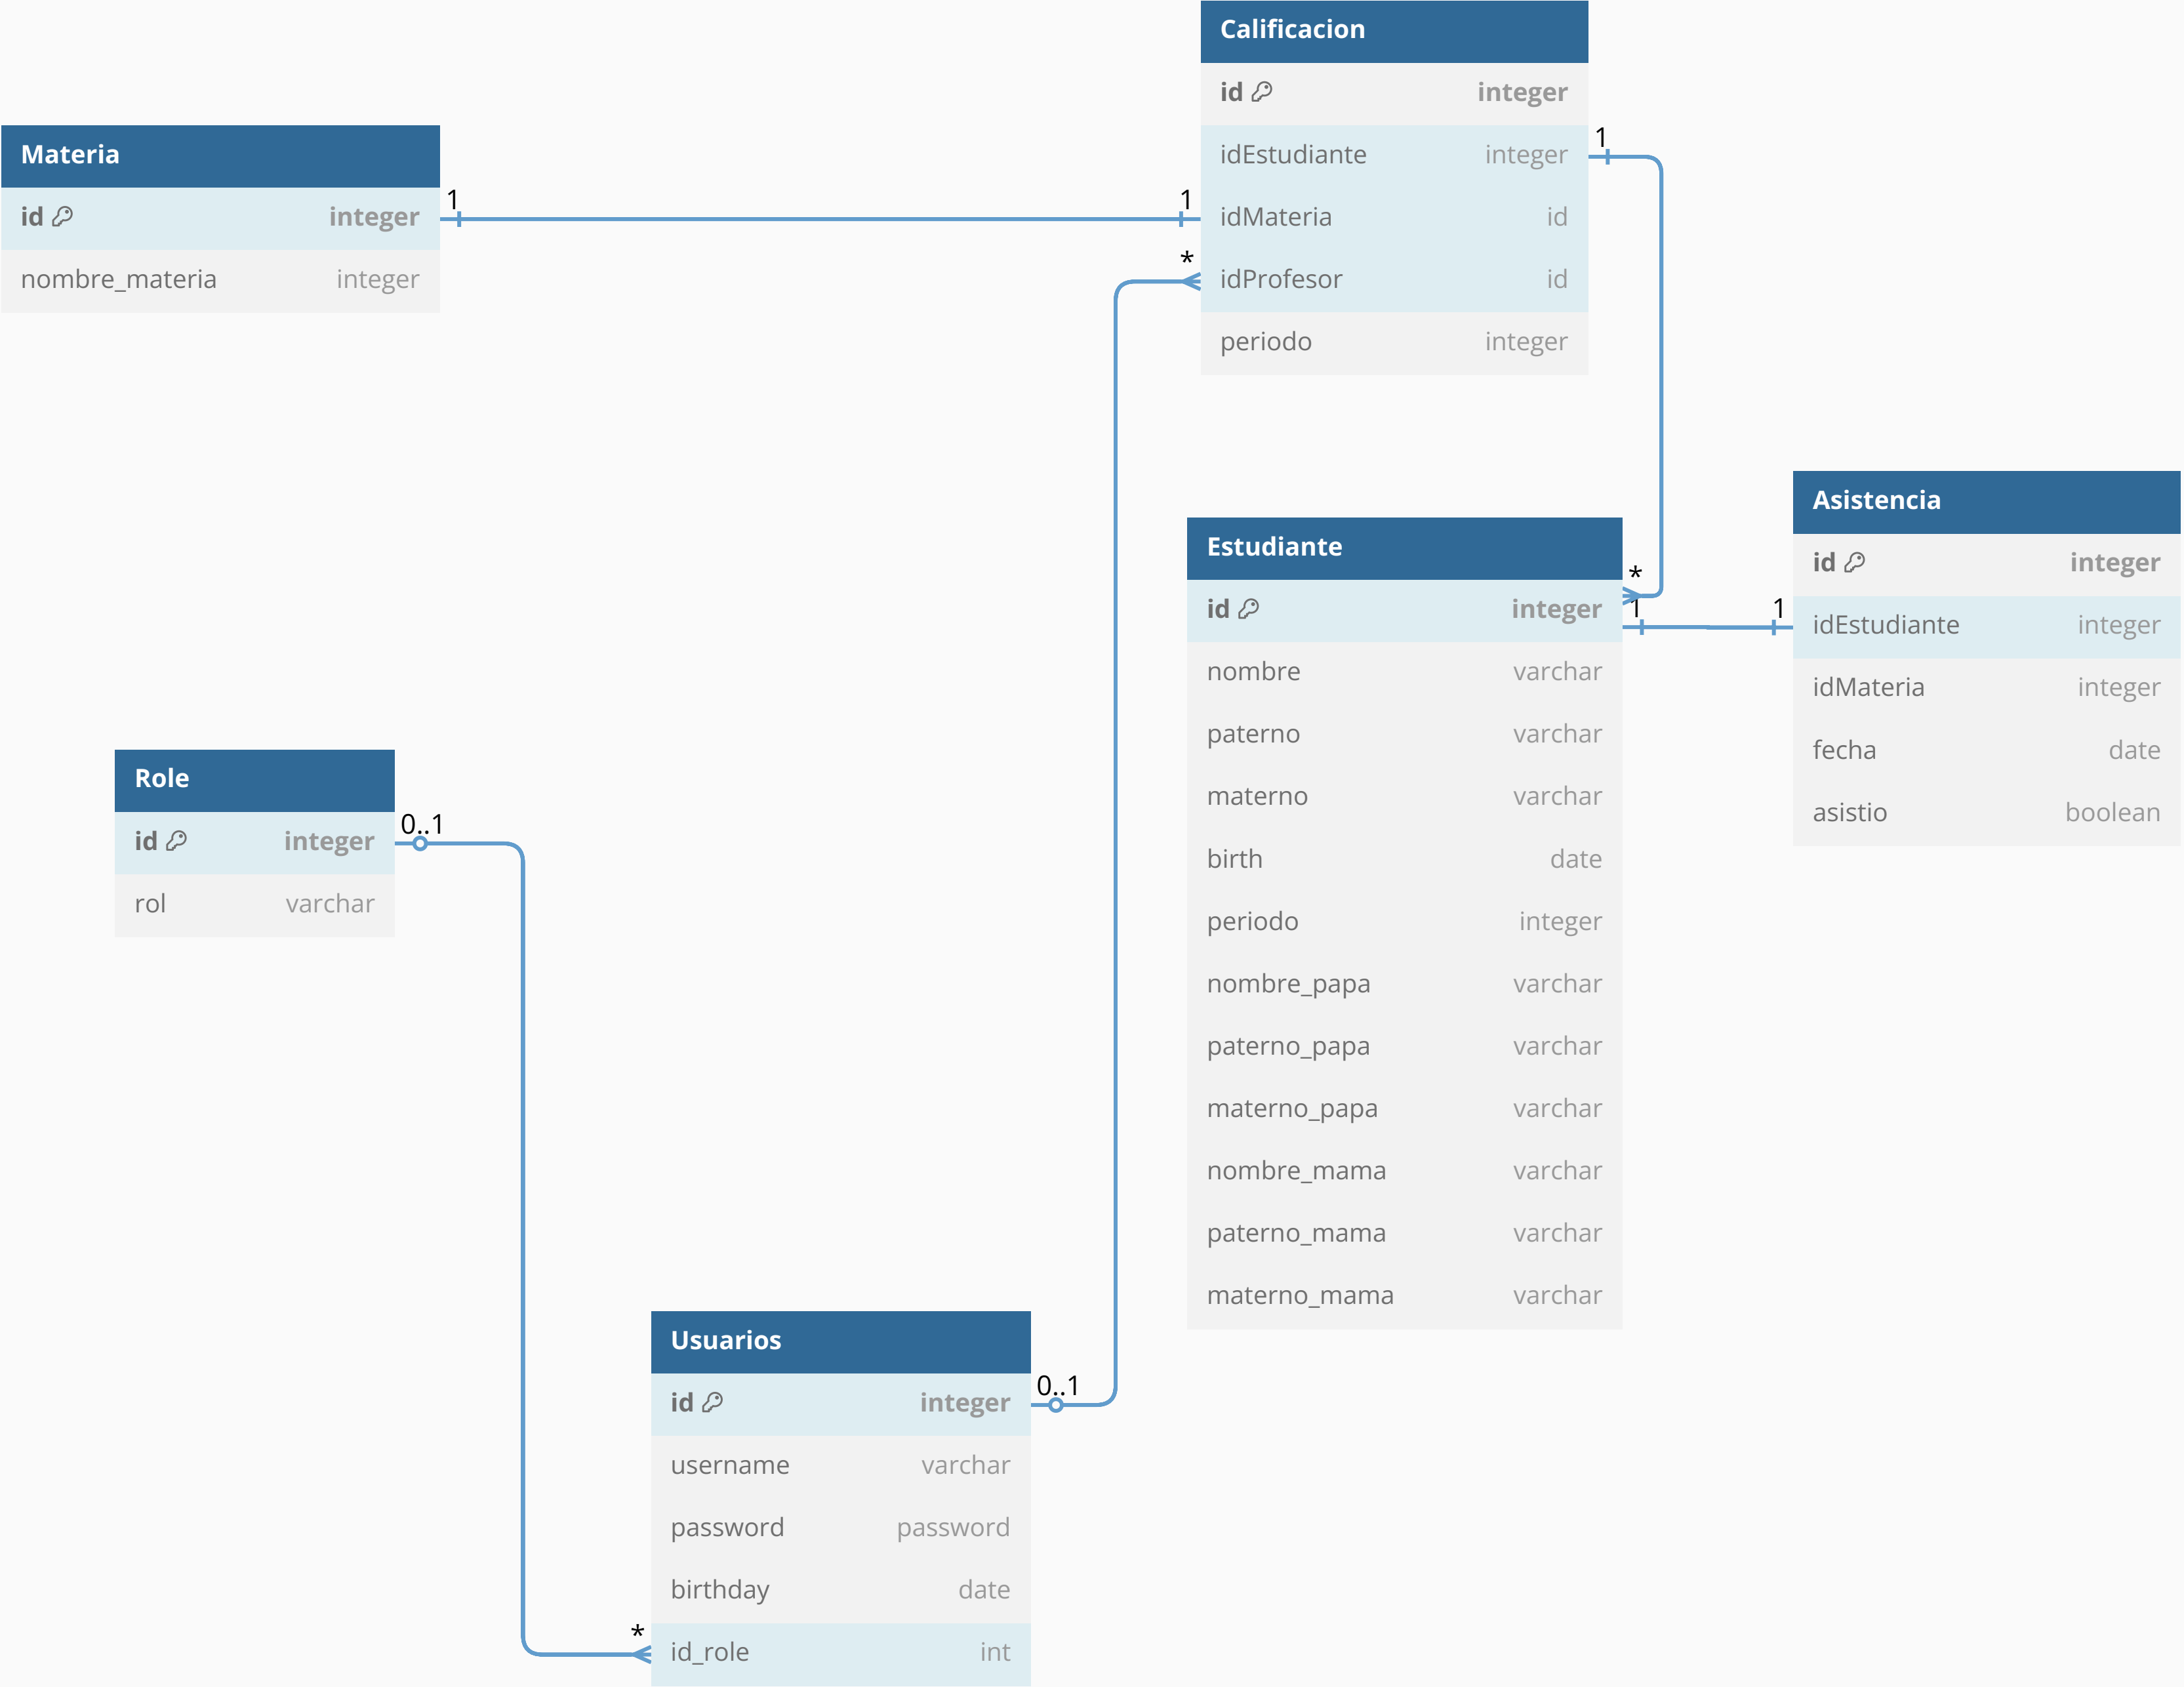 Calificacion
id integer
idEstudiante integer
idMateria id
idProfesor id
periodo integer
1
1
*
Materia
id integer
nombre_materia integer
1
Estudiante
id integer
nombre varchar
paterno varchar
materno varchar
birth date
periodo integer
nombre_papa varchar
paterno_papa varchar
materno_papa varchar
nombre_mama varchar
paterno_mama varchar
materno_mama varchar
*
1
1
Asistencia
id integer
idEstudiante integer
idMateria integer
fecha date
asistio boolean
Role
id integer
rol varchar
0..1
Usuarios
id integer
username varchar
password password
birthday date
id_role int
0..1
*